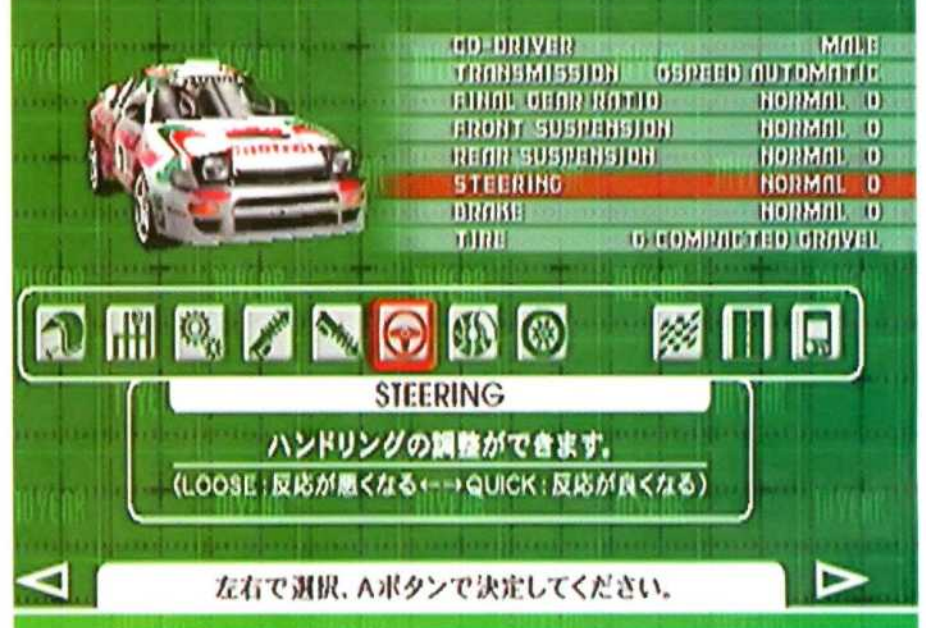 CO-DRIVER MALE
TRANSMISSION 6SPEED AUTOMATIC
FINAL GEAR RATIO NORMAL 0
FRONT SUSPENSION NORMAL 0
REAR SUSPENSION NORMAL 0
STEERING NORMAL 0
BRAKE NORMAL 0
TIRE G COMPACTED GRAVEL
STEERING
ハンドリングの調整ができます。
(LOOSE:反応が悪くなる←→QUICK:反応が良くなる)
左右で選択、Aボタンで決定してください。